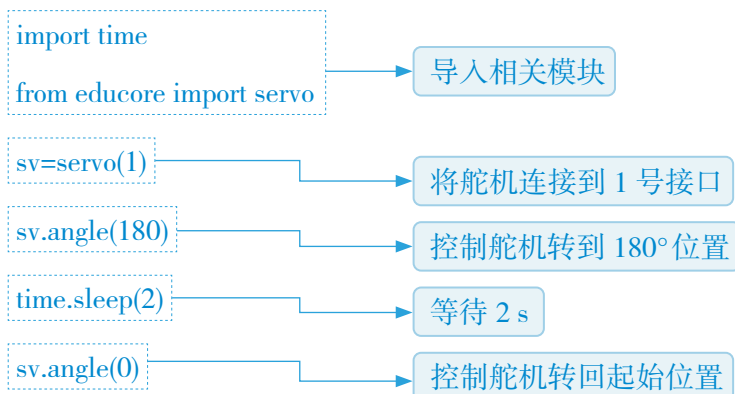 import time
from educore import servo
导入相关模块
sv=servo(1)
将舵机连接到 1 号接口
sv.angle(180)
控制舵机转到 180°位置
time.sleep(2)
等待 2 s
sv.angle(0)
控制舵机转回起始位置